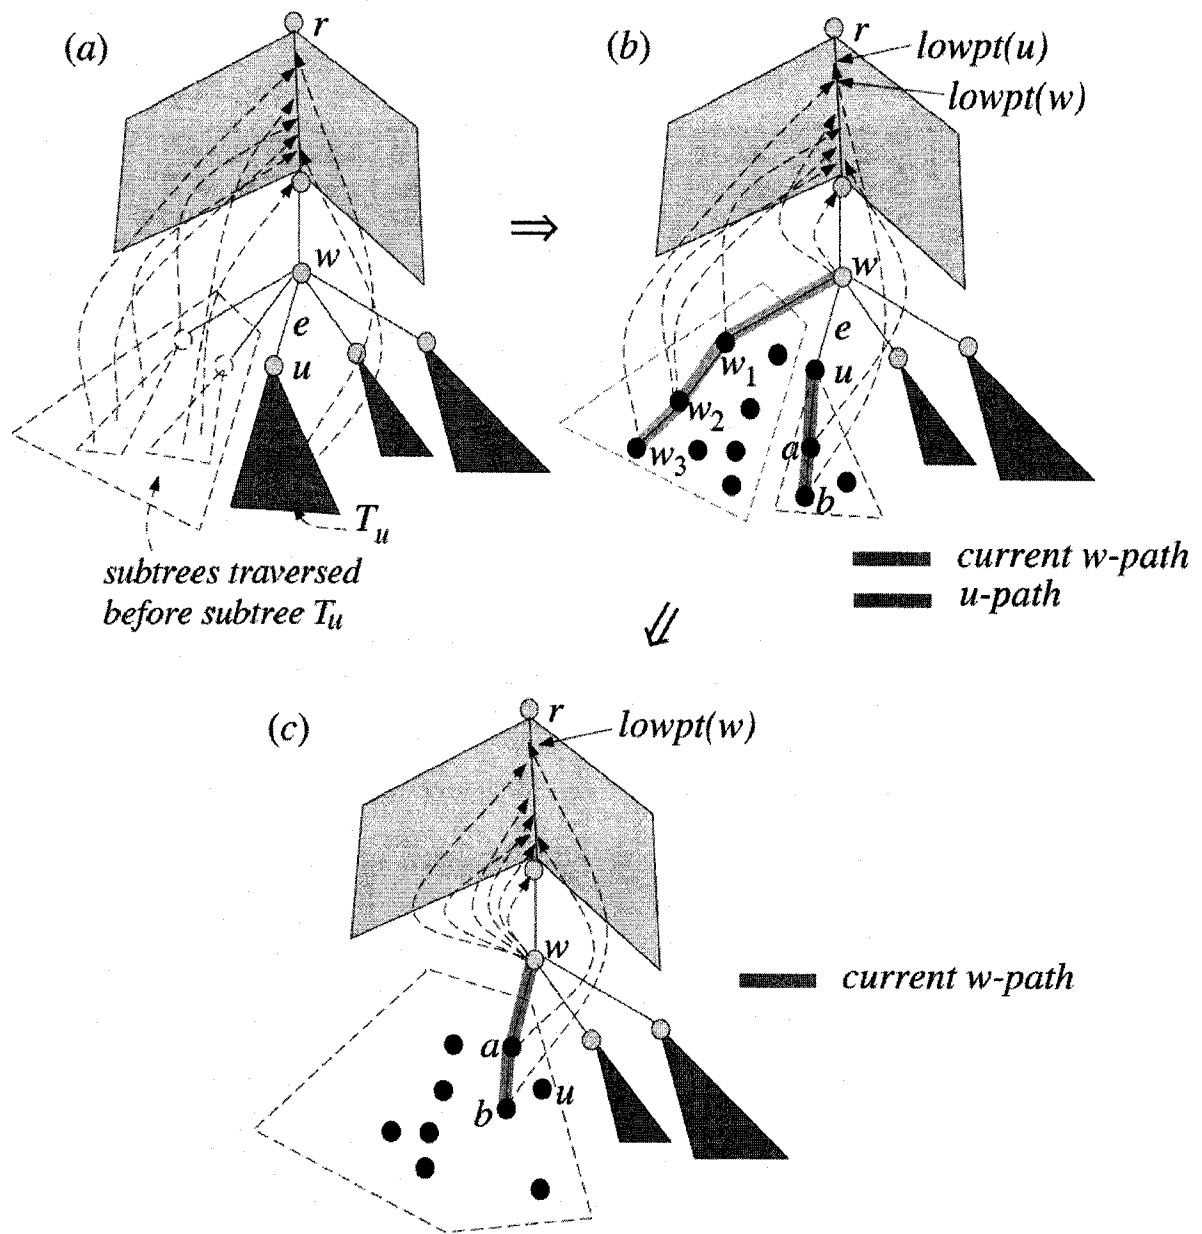 (a)
r
w
e
u
T_u
subtrees traversed
before subtree T_u
⇒
(b)
r
lowpt(u)
lowpt(w)
w
e
w_1
u
w_2
a
w_3
b
current w-path
u-path
⇓
(c)
r
lowpt(w)
w
current w-path
a
u
b